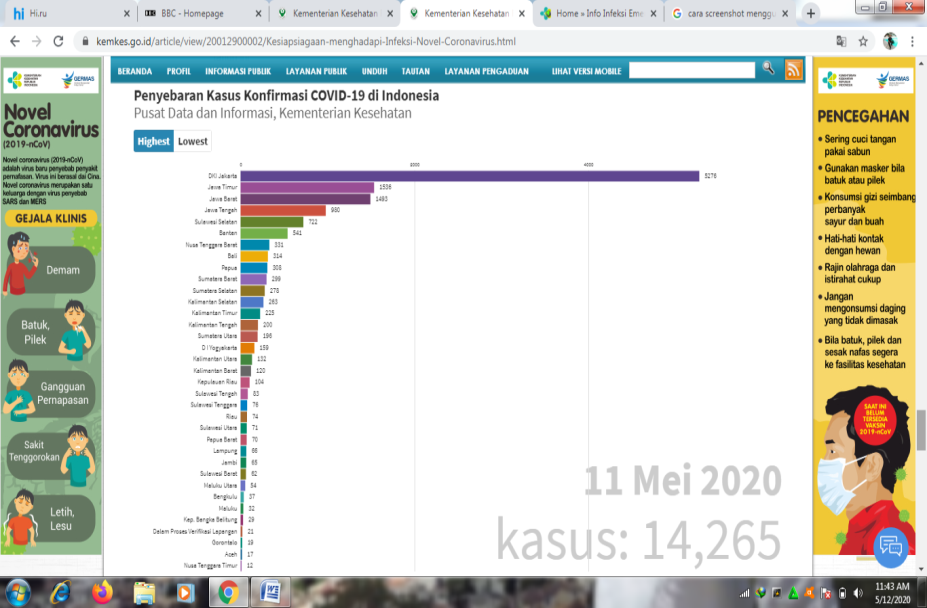 Hi.ru
BBC - Homepage
Kementerian Kesehatan
Kementerian Kesehatan
Home » Info Infeksi Eme
cara screenshot menggu
kemkes.go.id/article/view/20012900002/Kesiapsiagaan-menghadapi-Infeksi-Novel-Coronavirus.html
BERANDA PROFIL INFORMASI PUBLIK LAYANAN PUBLIK UNDUH TAUTAN LAYANAN PENGADUAN LIHAT VERSI MOBILE
GERMAS
Novel
Coronavirus
(2019-nCoV)
Novel coronavirus (2019-nCoV)
adalah virus baru penyebab penyakit
pernafasan. Virus ini berasal dai Cina.
Novel coronavirus merupakan satu
keluarga dengan virus penyebab
SARS dan MERS
GEJALA KLINIS
Demam
Batuk,
Pilek
Gangguan
Pernapasan
Sakit
Tenggorokan
Letih,
Lesu
Penyebaran Kasus Konfirmasi COVID-19 di Indonesia
Pusat Data dan Informasi, Kementerian Kesehatan
Highest Lowest
0 2000 4000
DKI Jakarta 5276
Jawa Timur 1536
Jawa Barat 1493
Jawa Tengah 980
Sulawesi Selatan 722
Banten 541
Nusa Tenggara Barat 331
Bali 314
Papua 308
Sumatera Barat 299
Sumatera Selatan 278
Kalimantan Selatan 263
Kalimantan Timur 225
Kalimantan Tengah 200
Sumatera Utara 196
D I Yogyakarta 159
Kalimantan Utara 132
Kalimantan Barat 120
Kepulauan Riau 104
Sulawesi Tengah 83
Sulawesi Tenggara 76
Riau 74
Sulawesi Utara 71
Papua Barat 70
Lampung 66
Jambi 65
Sulawesi Barat 62
Maluku Utara 54
Bengkulu 37
Maluku 32
Kep. Bangka Belitung 29
Dalam Proses Verifikasi Lapangan 21
Gorontalo 19
Aceh 17
Nusa Tenggara Timur 12
11 Mei 2020
kasus: 14,265
GERMAS
PENCEGAHAN
• Sering cuci tangan
pakai sabun
• Gunakan masker bila
batuk atau pilek
• Konsumsi gizi seimbang
perbanyak
sayur dan buah
• Hati-hati kontak
dengan hewan
• Rajin olahraga dan
istirahat cukup
• Jangan
mengonsumsi daging
yang tidak dimasak
• Bila batuk, pilek dan
sesak nafas segera
ke fasilitas kesehatan
SAAT INI
BELUM
TERSEDIA
VAKSIN
2019-nCoV
11:43 AM
5/12/2020